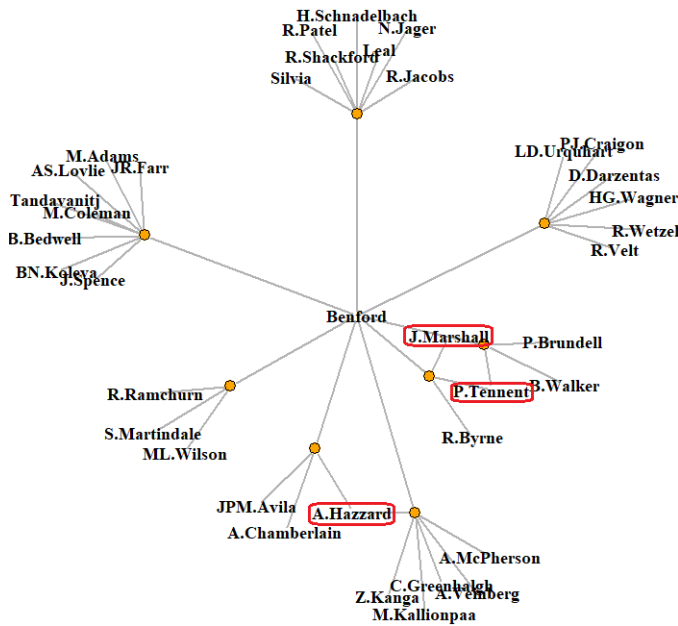 H.Schnadelbach
R.Patel
N.Jager
R.Shackford
Leal
Silvia
R.Jacobs
PJ.Craigon
LD.Urquhart
M.Adams
JR.Farr
AS.Lovlie
D.Darzentas
Tandavanitj
HG.Wagner
M.Coleman
R.Wetzel
B.Bedwell
R.Velt
BN.Koleva
J.Spence
Benford
J.Marshall
P.Brundell
B.Walker
P.Tennent
R.Ramchurn
S.Martindale
R.Byrne
ML.Wilson
JPM.Avila
A.Hazzard
A.Chamberlain
A.McPherson
C.Greenhalgh
A.Weinberg
Z.Kanga
M.Kallionpaa